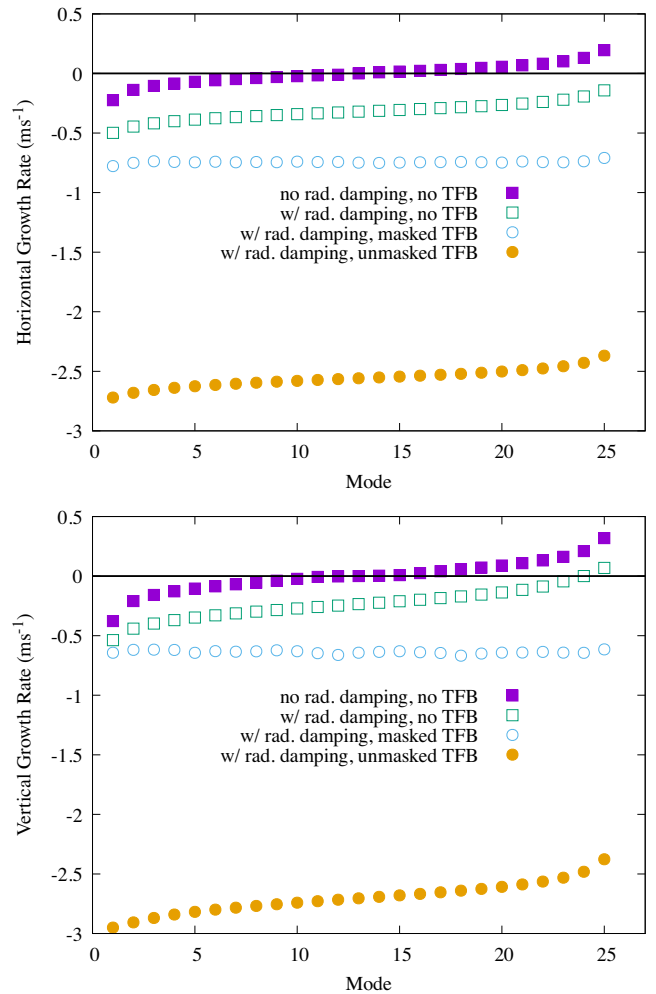 0.5
0
-0.5
-1
-1.5
-2
-2.5
-3
Horizontal Growth Rate (ms-1)
no rad. damping, no TFB
w/ rad. damping, no TFB
w/ rad. damping, masked TFB
w/ rad. damping, unmasked TFB
0 5 10 15 20 25
Mode
0.5
0
-0.5
-1
-1.5
-2
-2.5
-3
Vertical Growth Rate (ms-1)
no rad. damping, no TFB
w/ rad. damping, no TFB
w/ rad. damping, masked TFB
w/ rad. damping, unmasked TFB
0 5 10 15 20 25
Mode